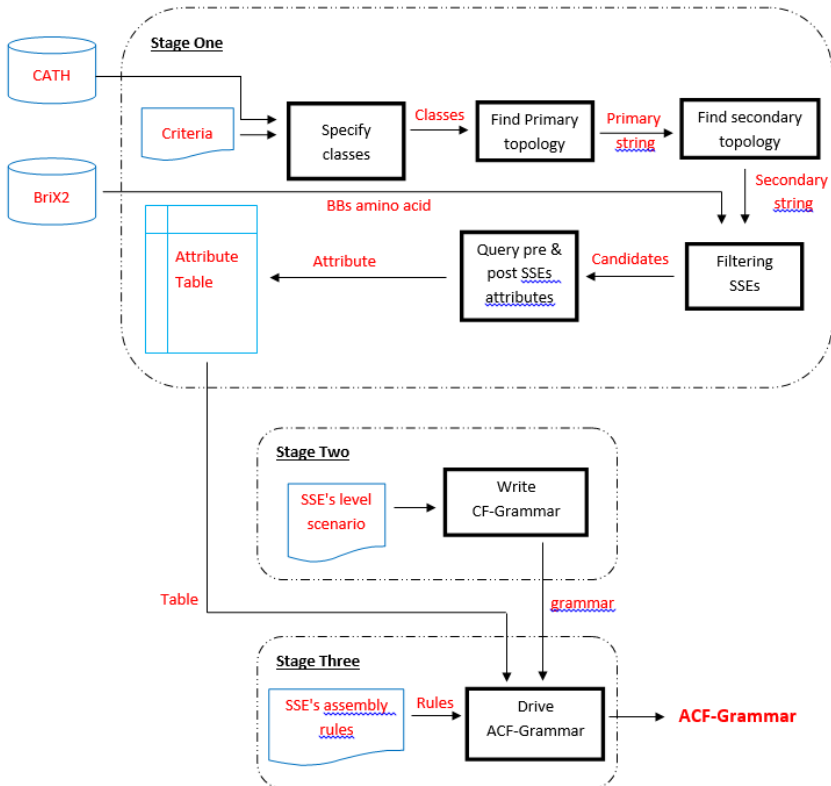 Stage One
CATH
Criteria
Specify
classes
Classes
Find Primary
topology
Primary
string
Find secondary
topology
BriX2
BBs amino acid
Secondary
string
Attribute
Table
Attribute
Query pre &
post SSEs
attributes
Candidates
Filtering
SSEs
Stage Two
SSE's level
scenario
Write
CF-Grammar
Table
grammar
Stage Three
SSE's assembly
rules
Rules
Drive
ACF-Grammar
ACF-Grammar